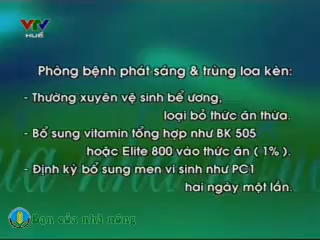 VTV
HUẾ
Phòng bệnh phát sáng & trùng loa kèn:
- Thường xuyên vệ sinh bể ương,
loại bỏ thức ăn thừa.
- Bổ sung vitamin tổng hợp như BK 505
hoặc Elite 800 vào thức ăn ( 1% ).
- Định kỳ bổ sung men vi sinh như PC1
hai ngày một lần.
Bạn của nhà nông